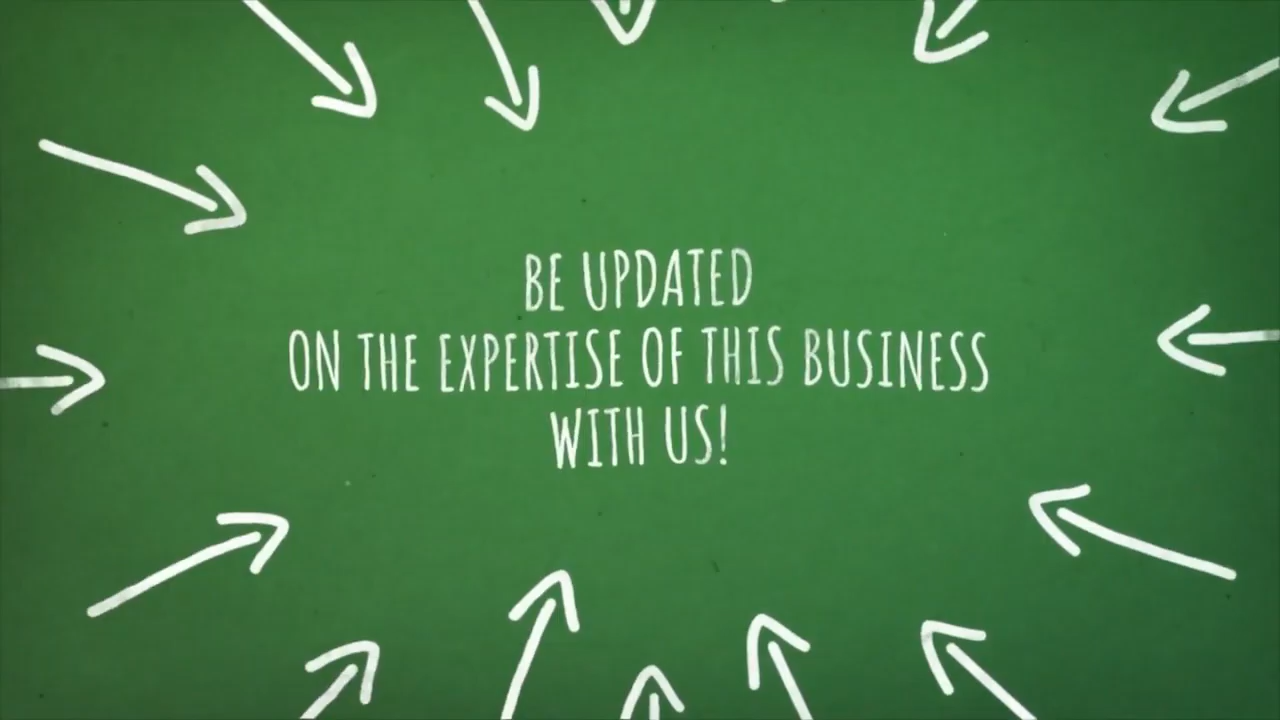 BE UPDATED
ON THE EXPERTISE OF THIS BUSINESS
WITH US!